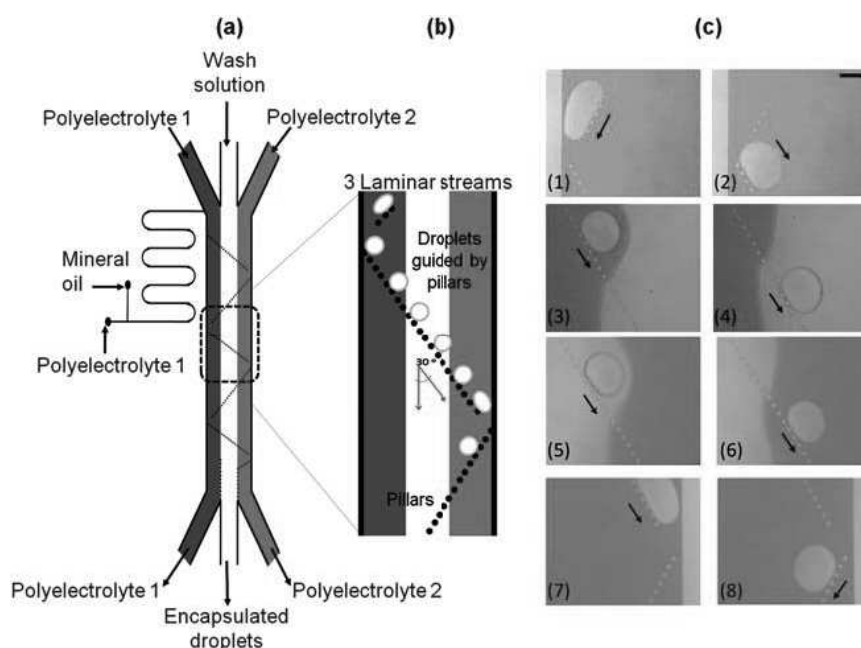 (a)
Wash
solution
Polyelectrolyte 1
Polyelectrolyte 2
Mineral
oil
Polyelectrolyte 1
Polyelectrolyte 1
Polyelectrolyte 2
Encapsulated
droplets
(b)
3 Laminar streams
Droplets
guided by
pillars
30°
Pillars
(c)
(1)
(2)
(3)
(4)
(5)
(6)
(7)
(8)